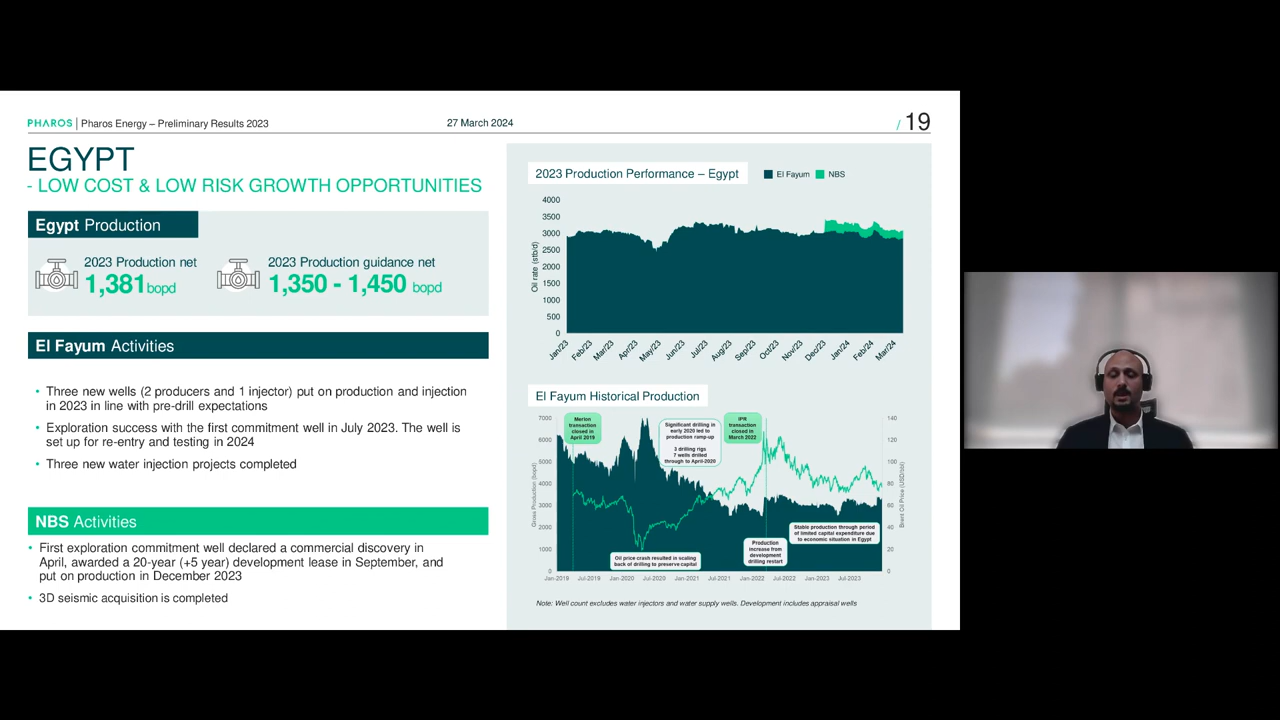 PHAROS | Pharos Energy – Preliminary Results 2023
27 March 2024
/ 19
EGYPT
- LOW COST & LOW RISK GROWTH OPPORTUNITIES
Egypt Production
2023 Production net
1,381 bopd
2023 Production guidance net
1,350 - 1,450 bopd
El Fayum Activities
• Three new wells (2 producers and 1 injector) put on production and injection
in 2023 in line with pre-drill expectations
• Exploration success with the first commitment well in July 2023. The well is
set up for re-entry and testing in 2024
• Three new water injection projects completed
NBS Activities
• First exploration commitment well declared a commercial discovery in
April, awarded a 20-year (+5 year) development lease in September, and
put on production in December 2023
• 3D seismic acquisition is completed
2023 Production Performance – Egypt
El Fayum NBS
Oil rate (stb/d)
4000
3500
3000
2500
2000
1500
1000
500
0
Jan/23 Feb/23 Mar/23 Apr/23 May/23 Jun/23 Jul/23 Aug/23 Sep/23 Oct/23 Nov/23 Dec/23 Jan/24 Feb/24 Mar/24
El Fayum Historical Production
Gross Production (bopd)
7000
6000
5000
4000
3000
2000
1000
0
Merlon
transaction
closed in
April 2019
Significant drilling in
early 2020 led to
production ramp-up
3 drilling rigs
7 wells drilled
through to April-2020
IPR
transaction
closed in
March 2022
Oil price crash resulted in scaling
back of drilling to preserve capital
Production
increase from
development
drilling restart
Stable production through period
of limited capital expenditure due
to economic situation in Egypt
140
120
100
80
60
40
20
0
Brent Oil Price (USD/bbl)
Jan-2019 Jul-2019 Jan-2020 Jul-2020 Jan-2021 Jul-2021 Jan-2022 Jul-2022 Jan-2023 Jul-2023
Note: Well count excludes water injectors and water supply wells. Development includes appraisal wells